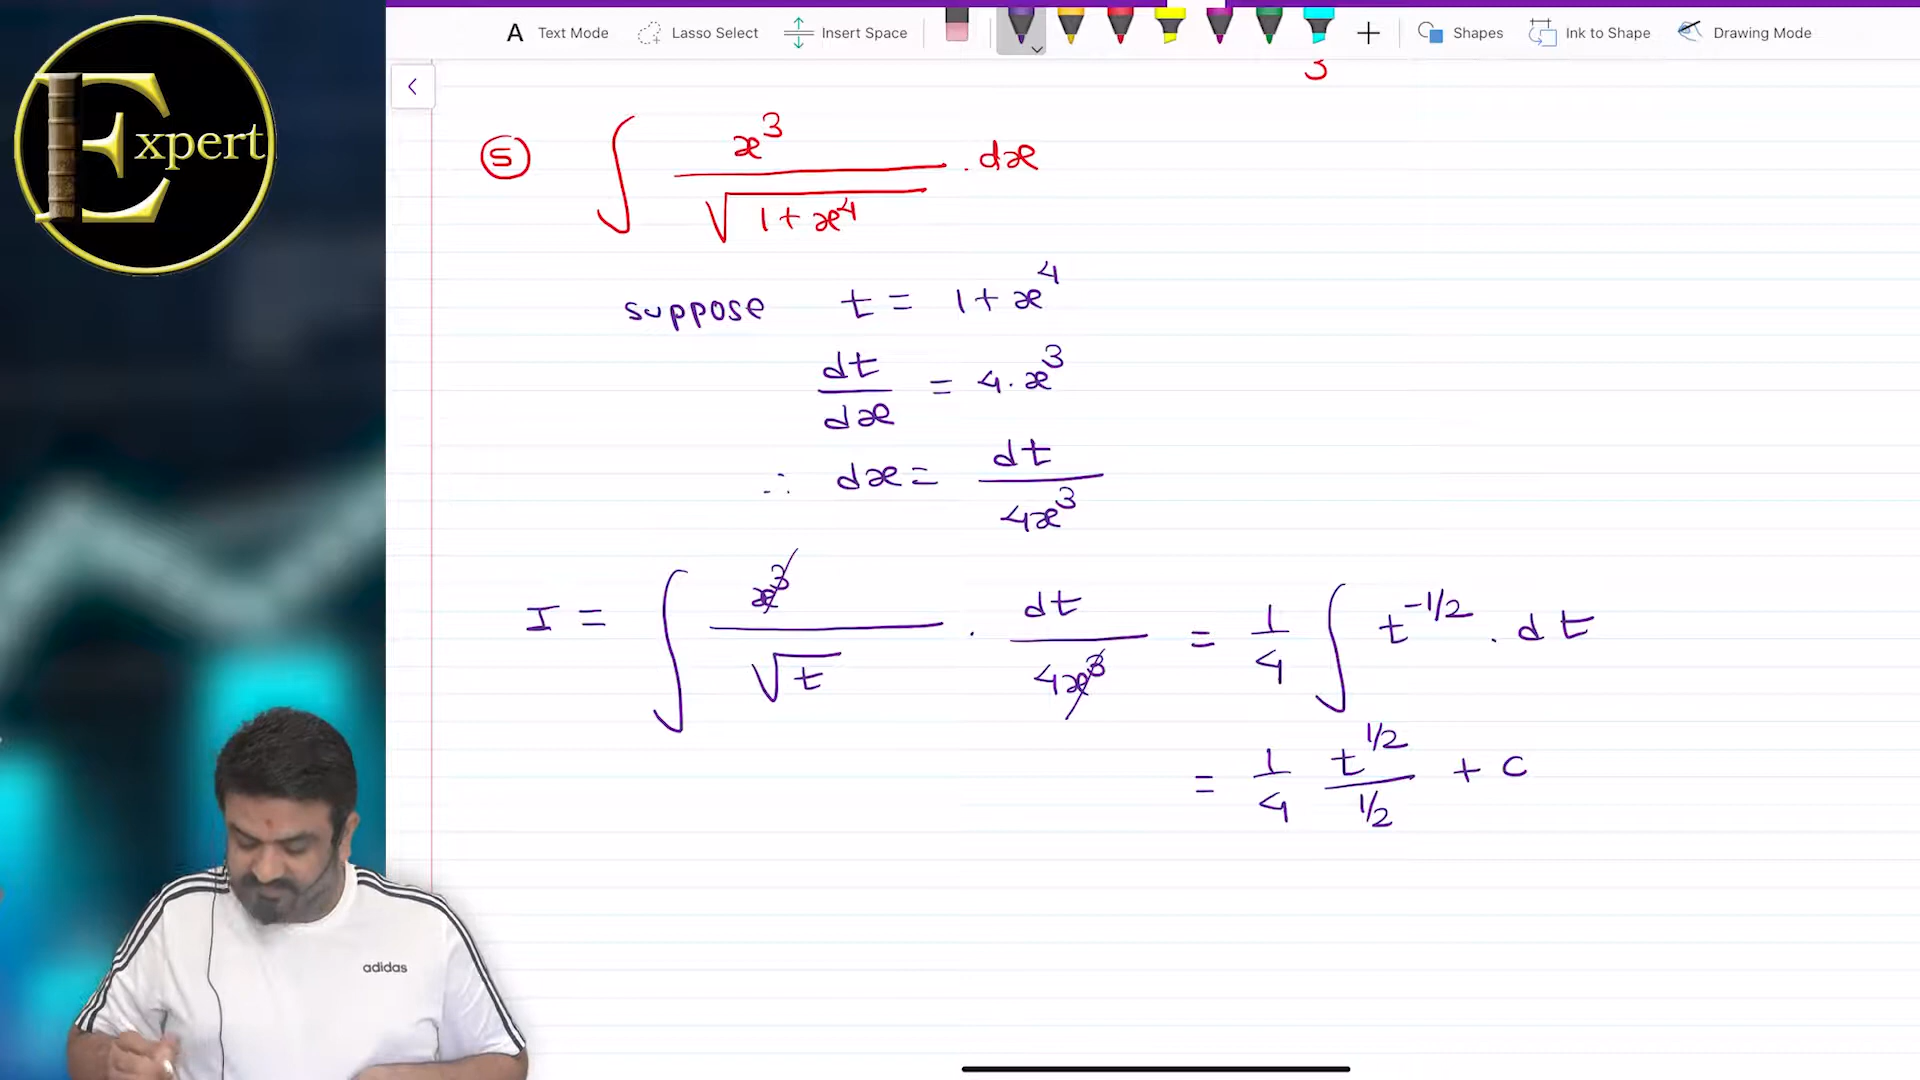 Expert
A Text Mode Lasso Select Insert Space Shapes Ink to Shape Drawing Mode
5 ∫ x³ / √(1+x⁴) . dx
suppose t = 1+x⁴
dt/dx = 4·x³
∴ dx = dt / 4x³
I = ∫ x³ / √t · dt / 4x³ = 1/4 ∫ t^-1/2 . dt
= 1/4 t^1/2 / 1/2 + c
adidas